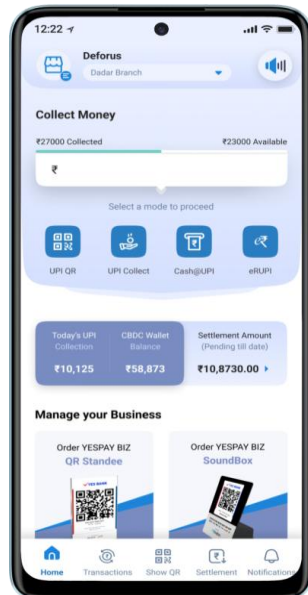 12:22
Deforus
Dadar Branch
Collect Money
₹27000 Collected ₹23000 Available
₹
Select a mode to proceed
UPI QR UPI Collect Cash@UPI eRUPI
Today's UPI Collection
CBDC Wallet Balance
Settlement Amount
(Pending till date)
₹10,125 ₹58,873 ₹10,8730.00
Manage your Business
Order YESPAY BIZ
QR Standee
Order YESPAY BIZ
SoundBox
YES BANK
Home Transactions Show QR Settlement Notifications